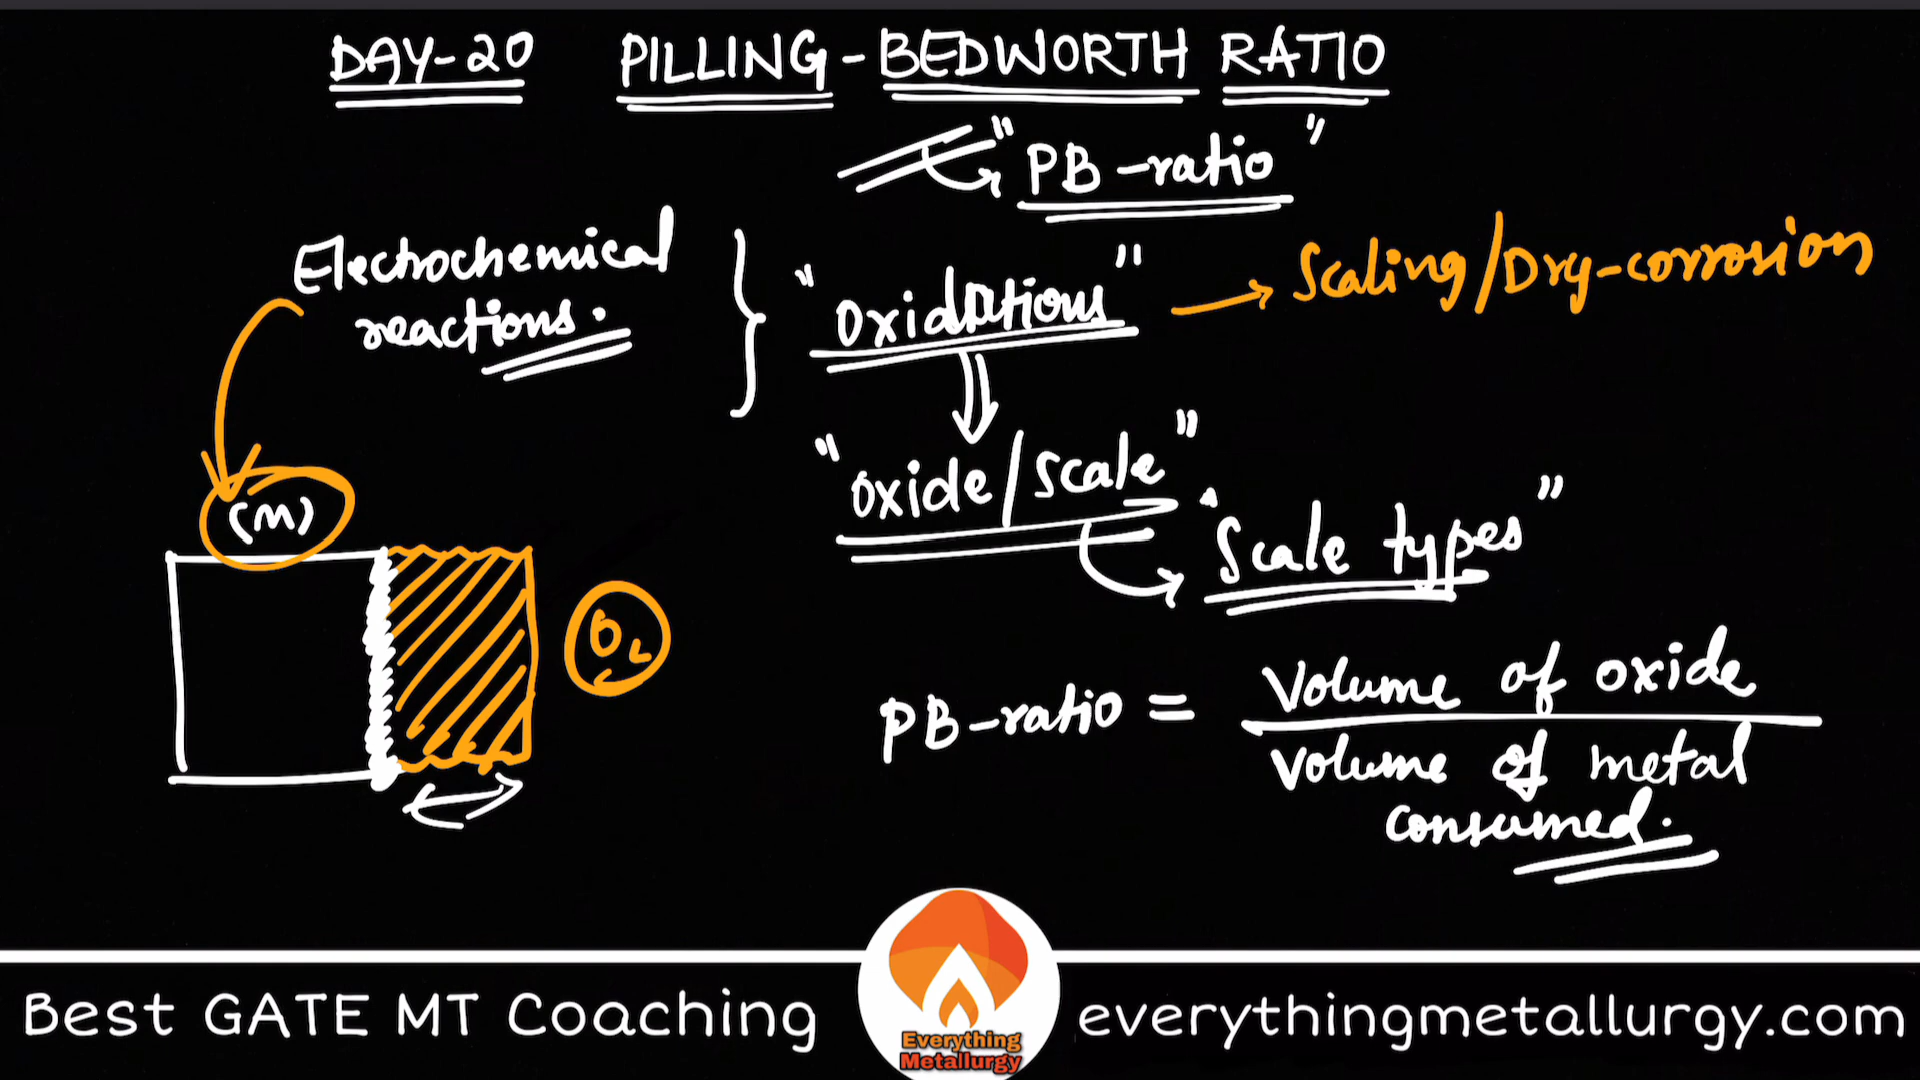 DAY-20 PILLING-BEDWORTH RATIO
"PB-ratio"
Electrochemical
reactions.
"oxidations" → Scaling/Dry-corrosion
"oxide/scale"
"Scale types"
(M)
O₂
PB-ratio = Volume of oxide
Volume of metal
consumed.
Best GATE MT Coaching
Everything
Metallurgy
everythingmetallurgy.com